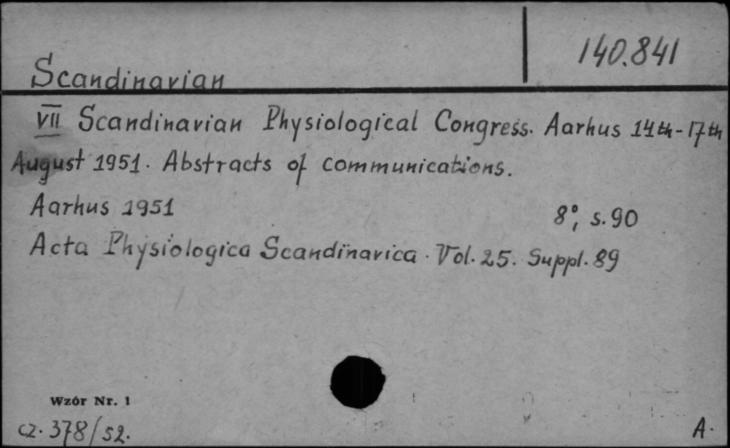 140.841
Scandinavian
VII Scandinavian Physiological Congress. Aarhus 14th-17th
August 1951. Abstracts of communications.
Aarhus 1951
8°, s.90
Acta Physiologica Scandinavica. Vol. 25. Suppl. 89
Wzór Nr. 1
cz. 378/52.
A.